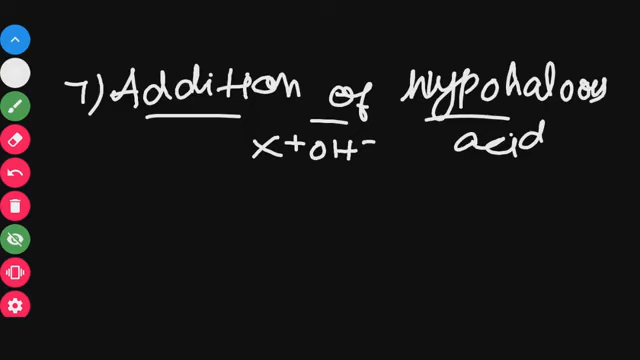 7) Addition of hypohalous
X+OH- acid